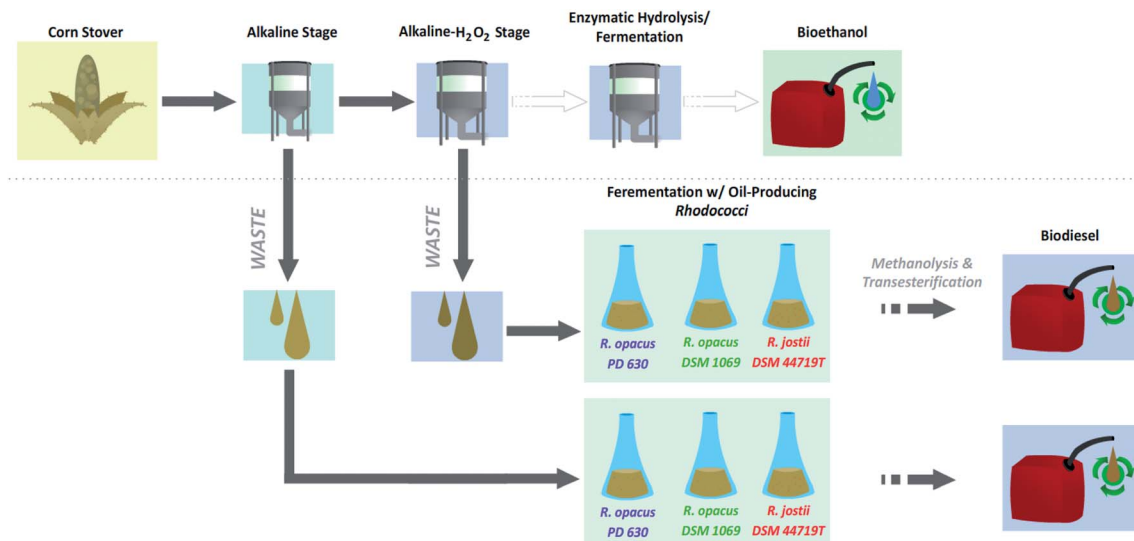 Corn Stover
Alkaline Stage
Alkaline-H₂O₂ Stage
Enzymatic Hydrolysis/
Fermentation
Bioethanol
WASTE
WASTE
Ferementation w/ Oil-Producing
Rhodococci
R. opacus
PD 630
R. opacus
DSM 1069
R. jostii
DSM 44719T
Methanolysis &
Transesterification
Biodiesel
R. opacus
PD 630
R. opacus
DSM 1069
R. jostii
DSM 44719T